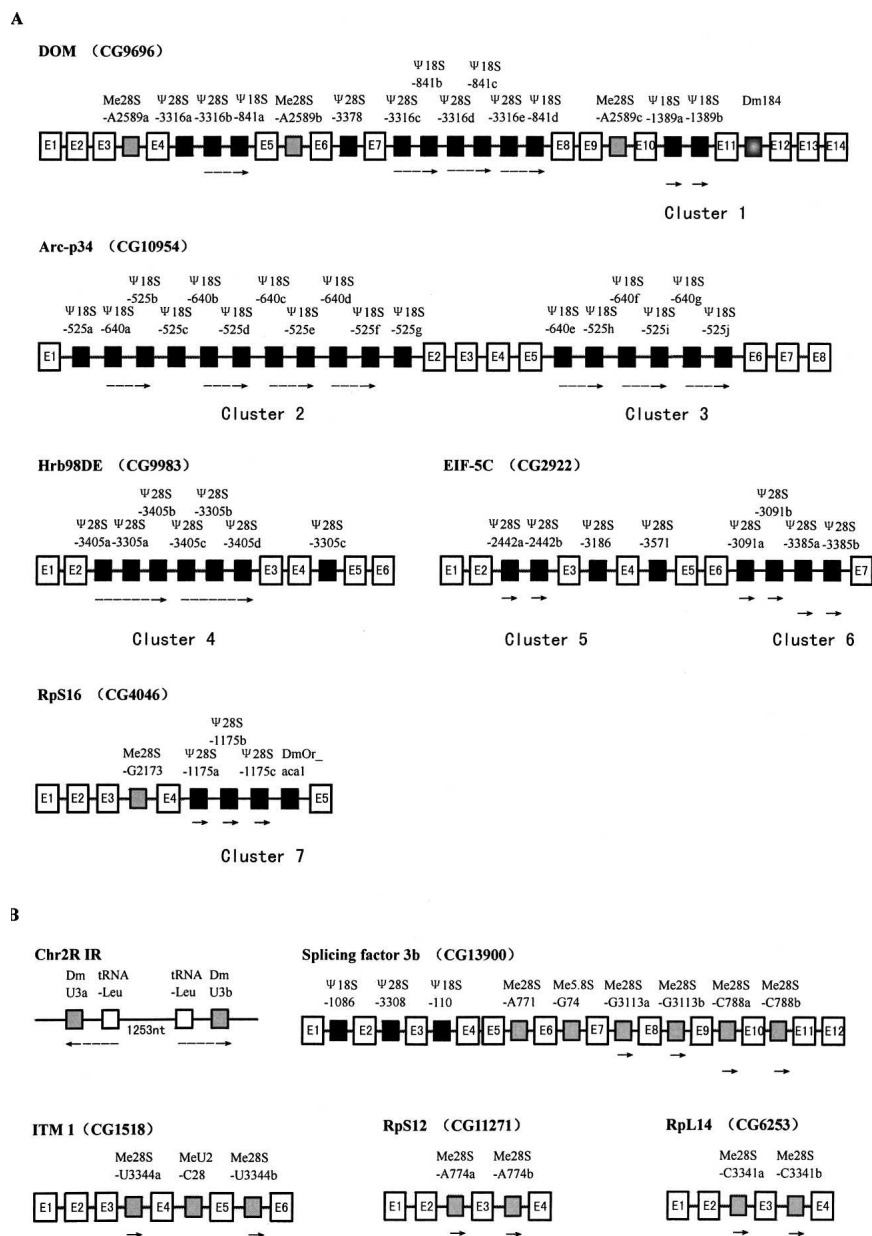 A
DOM (CG9696)
Ψ18S Ψ18S
-841b -841c
Me28S Ψ28S Ψ28S Ψ18S Me28S Ψ28S Ψ28S Ψ28S Ψ28S Ψ18S Me28S Ψ18S Ψ18S Dm184
-A2589a -3316a -3316b -841a -A2589b -3378 -3316c -3316d -3316e -841d -A2589c -1389a -1389b
E1 E2 E3 E4 E5 E6 E7 E8 E9 E10 E11 E12 E13 E14
Cluster 1
Arc-p34 (CG10954)
Ψ18S Ψ18S Ψ18S Ψ18S Ψ18S Ψ18S
-525b -640b -640c -640d -640f -640g
Ψ18S Ψ18S Ψ18S Ψ18S Ψ18S Ψ18S Ψ18S Ψ18S Ψ18S Ψ18S Ψ18S
-525a -640a -525c -525d -525e -525f -525g -640e -525h -525i -525j
E1 E2 E3 E4 E5 E6 E7 E8
Cluster 2 Cluster 3
Hrb98DE (CG9983)
Ψ28S Ψ28S
-3405b -3305b
Ψ28S Ψ28S Ψ28S Ψ28S Ψ28S
-3405a -3305a -3405c -3405d -3305c
E1 E2 E3 E4 E5 E6
Cluster 4
EIF-5C (CG2922)
Ψ28S
-3091b
Ψ28S Ψ28S Ψ28S Ψ28S Ψ28S Ψ28S Ψ28S
-2442a -2442b -3186 -3571 -3091a -3385a -3385b
E1 E2 E3 E4 E5 E6 E7
Cluster 5 Cluster 6
RpS16 (CG4046)
Ψ28S
-1175b
Me28S Ψ28S Ψ28S DmOr_
-G2173 -1175a -1175c aca1
E1 E2 E3 E4 E5
Cluster 7
B
Chr2R IR
Dm tRNA tRNA Dm
U3a -Leu -Leu U3b
1253nt
Splicing factor 3b (CG13900)
Ψ18S Ψ28S Ψ18S Me28S Me5.8S Me28S Me28S Me28S Me28S
-1086 -3308 -110 -A771 -G74 -G3113a -G3113b -C788a -C788b
E1 E2 E3 E4 E5 E6 E7 E8 E9 E10 E11 E12
ITM 1 (CG1518)
Me28S MeU2 Me28S
-U3344a -C28 -U3344b
E1 E2 E3 E4 E5 E6
RpS12 (CG11271)
Me28S Me28S
-A774a -A774b
E1 E2 E3 E4
RpL14 (CG6253)
Me28S Me28S
-C3341a -C3341b
E1 E2 E3 E4